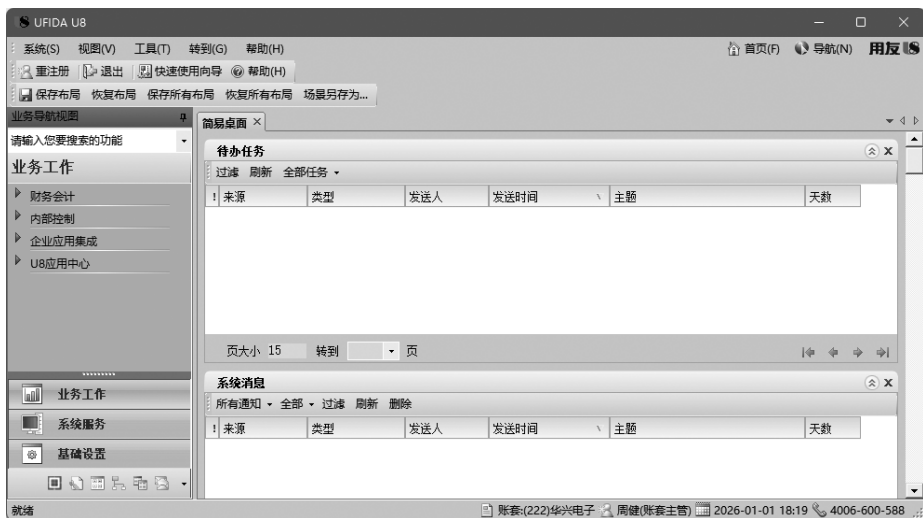 UFIDA U8
系统(S) 视图(V) 工具(T) 转到(G) 帮助(H) 首页(F) 导航(N) 用友U8
重注册 退出 快速使用向导 帮助(H)
保存布局 恢复布局 保存所有布局 恢复所有布局 场景另存为...
业务导航视图
简易桌面
请输入您要搜索的功能
业务工作
财务会计
内部控制
企业应用集成
U8应用中心
待办任务
过滤 刷新 全部任务
! 来源 类型 发送人 发送时间 主题 天数
页大小 15 转到 页
系统消息
所有通知 全部 过滤 刷新 删除
! 来源 类型 发送人 发送时间 主题 天数
业务工作
系统服务
基础设置
就绪 账套:(222)华兴电子 周健(账套主管) 2026-01-01 18:19 4006-600-588